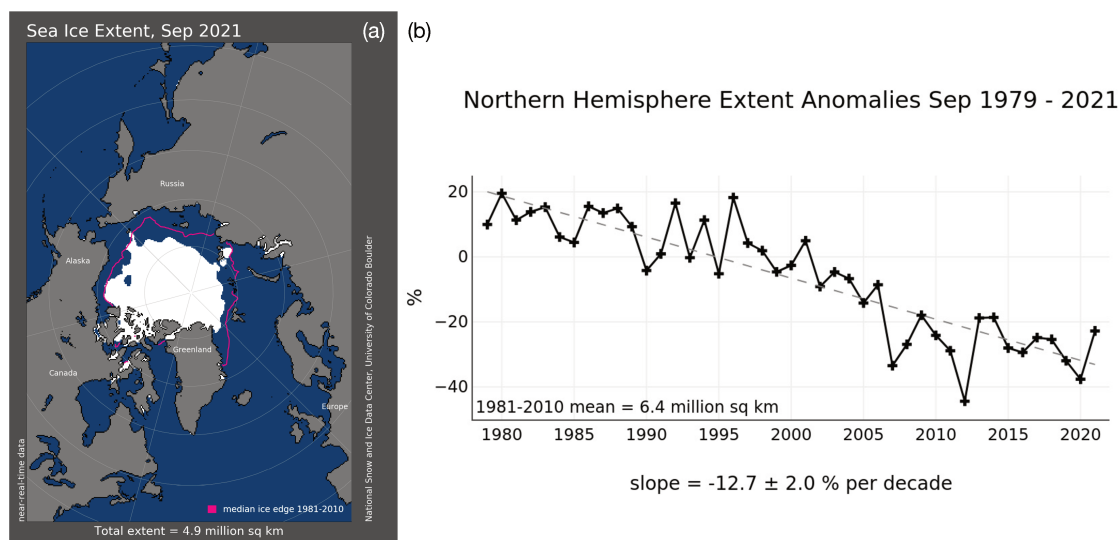 Sea Ice Extent, Sep 2021
(a)
Russia
Alaska
Greenland
Canada
Europe
median ice edge 1981-2010
near-real-time data
National Snow and Ice Data Center, University of Colorado Boulder
Total extent = 4.9 million sq km
(b)
Northern Hemisphere Extent Anomalies Sep 1979 - 2021
%
20
0
−20
−40
1981-2010 mean = 6.4 million sq km
1980 1985 1990 1995 2000 2005 2010 2015 2020
slope = -12.7 ± 2.0 % per decade